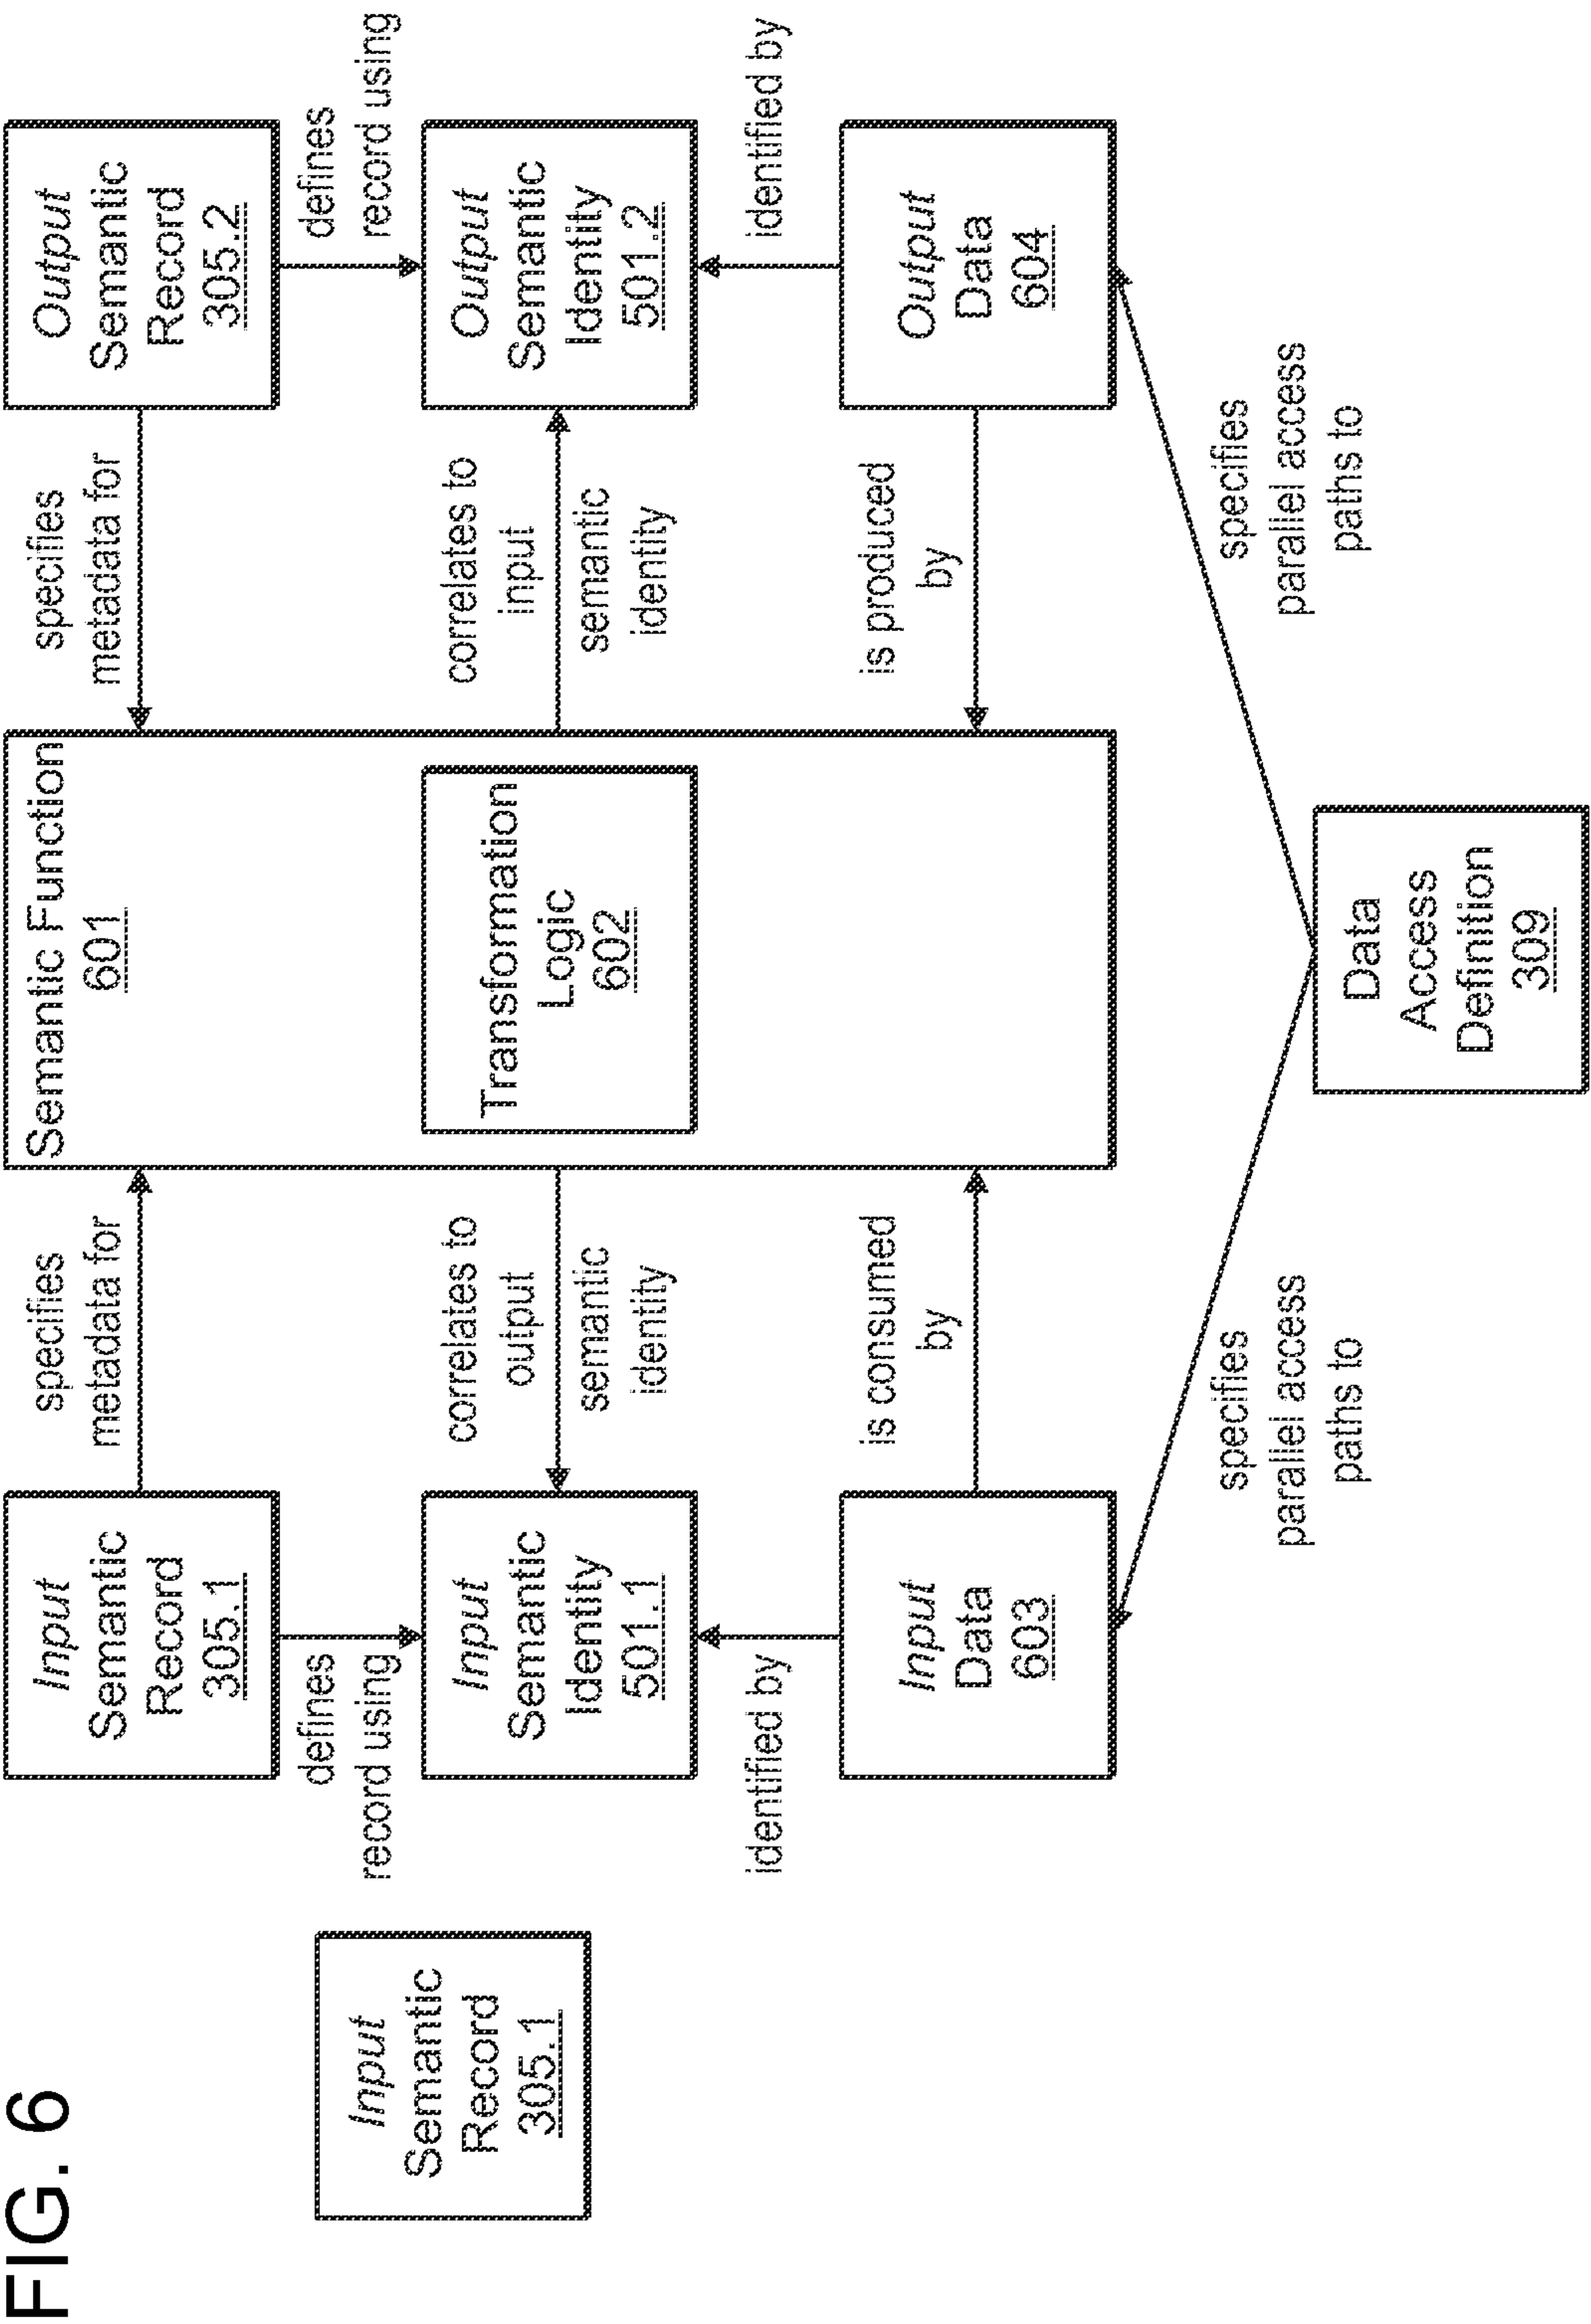 FIG. 6
Input
Semantic
Record
305.1
Input
Semantic
Record
305.1
specifies
metadata for
Semantic Function
601
specifies
metadata for
Output
Semantic
Record
305.2
defines
record using
defines
record using
Input
Semantic
Identity
501.1
correlates to
output
semantic
identity
Transformation
Logic
602
correlates to
input
semantic
identity
Output
Semantic
Identity
501.2
identified by
identified by
Input
Data
603
is consumed
by
is produced
by
Output
Data
604
specifies
parallel access
paths to
specifies
parallel access
paths to
Data
Access
Definition
309